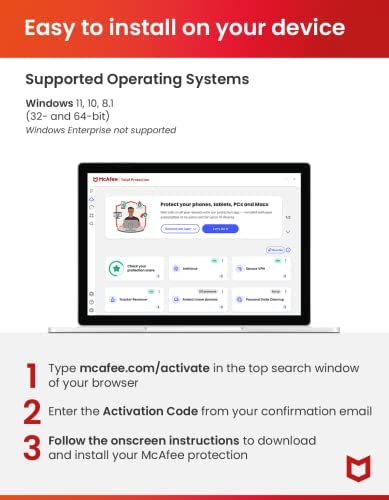 Easy to install on your device
Supported Operating Systems
Windows 11, 10, 8.1
(32- and 64-bit)
Windows Enterprise not supported
McAfee | Total Protection
Protect your phones, tablets, PCs and Macs
Let's do it
Check your
protection score
Antivirus
Secure VPN
Tracker Remover
Protect more devices
Personal Data Cleanup
1 Type mcafee.com/activate in the top search window
of your browser
2 Enter the Activation Code from your confirmation email
3 Follow the onscreen instructions to download
and install your McAfee protection